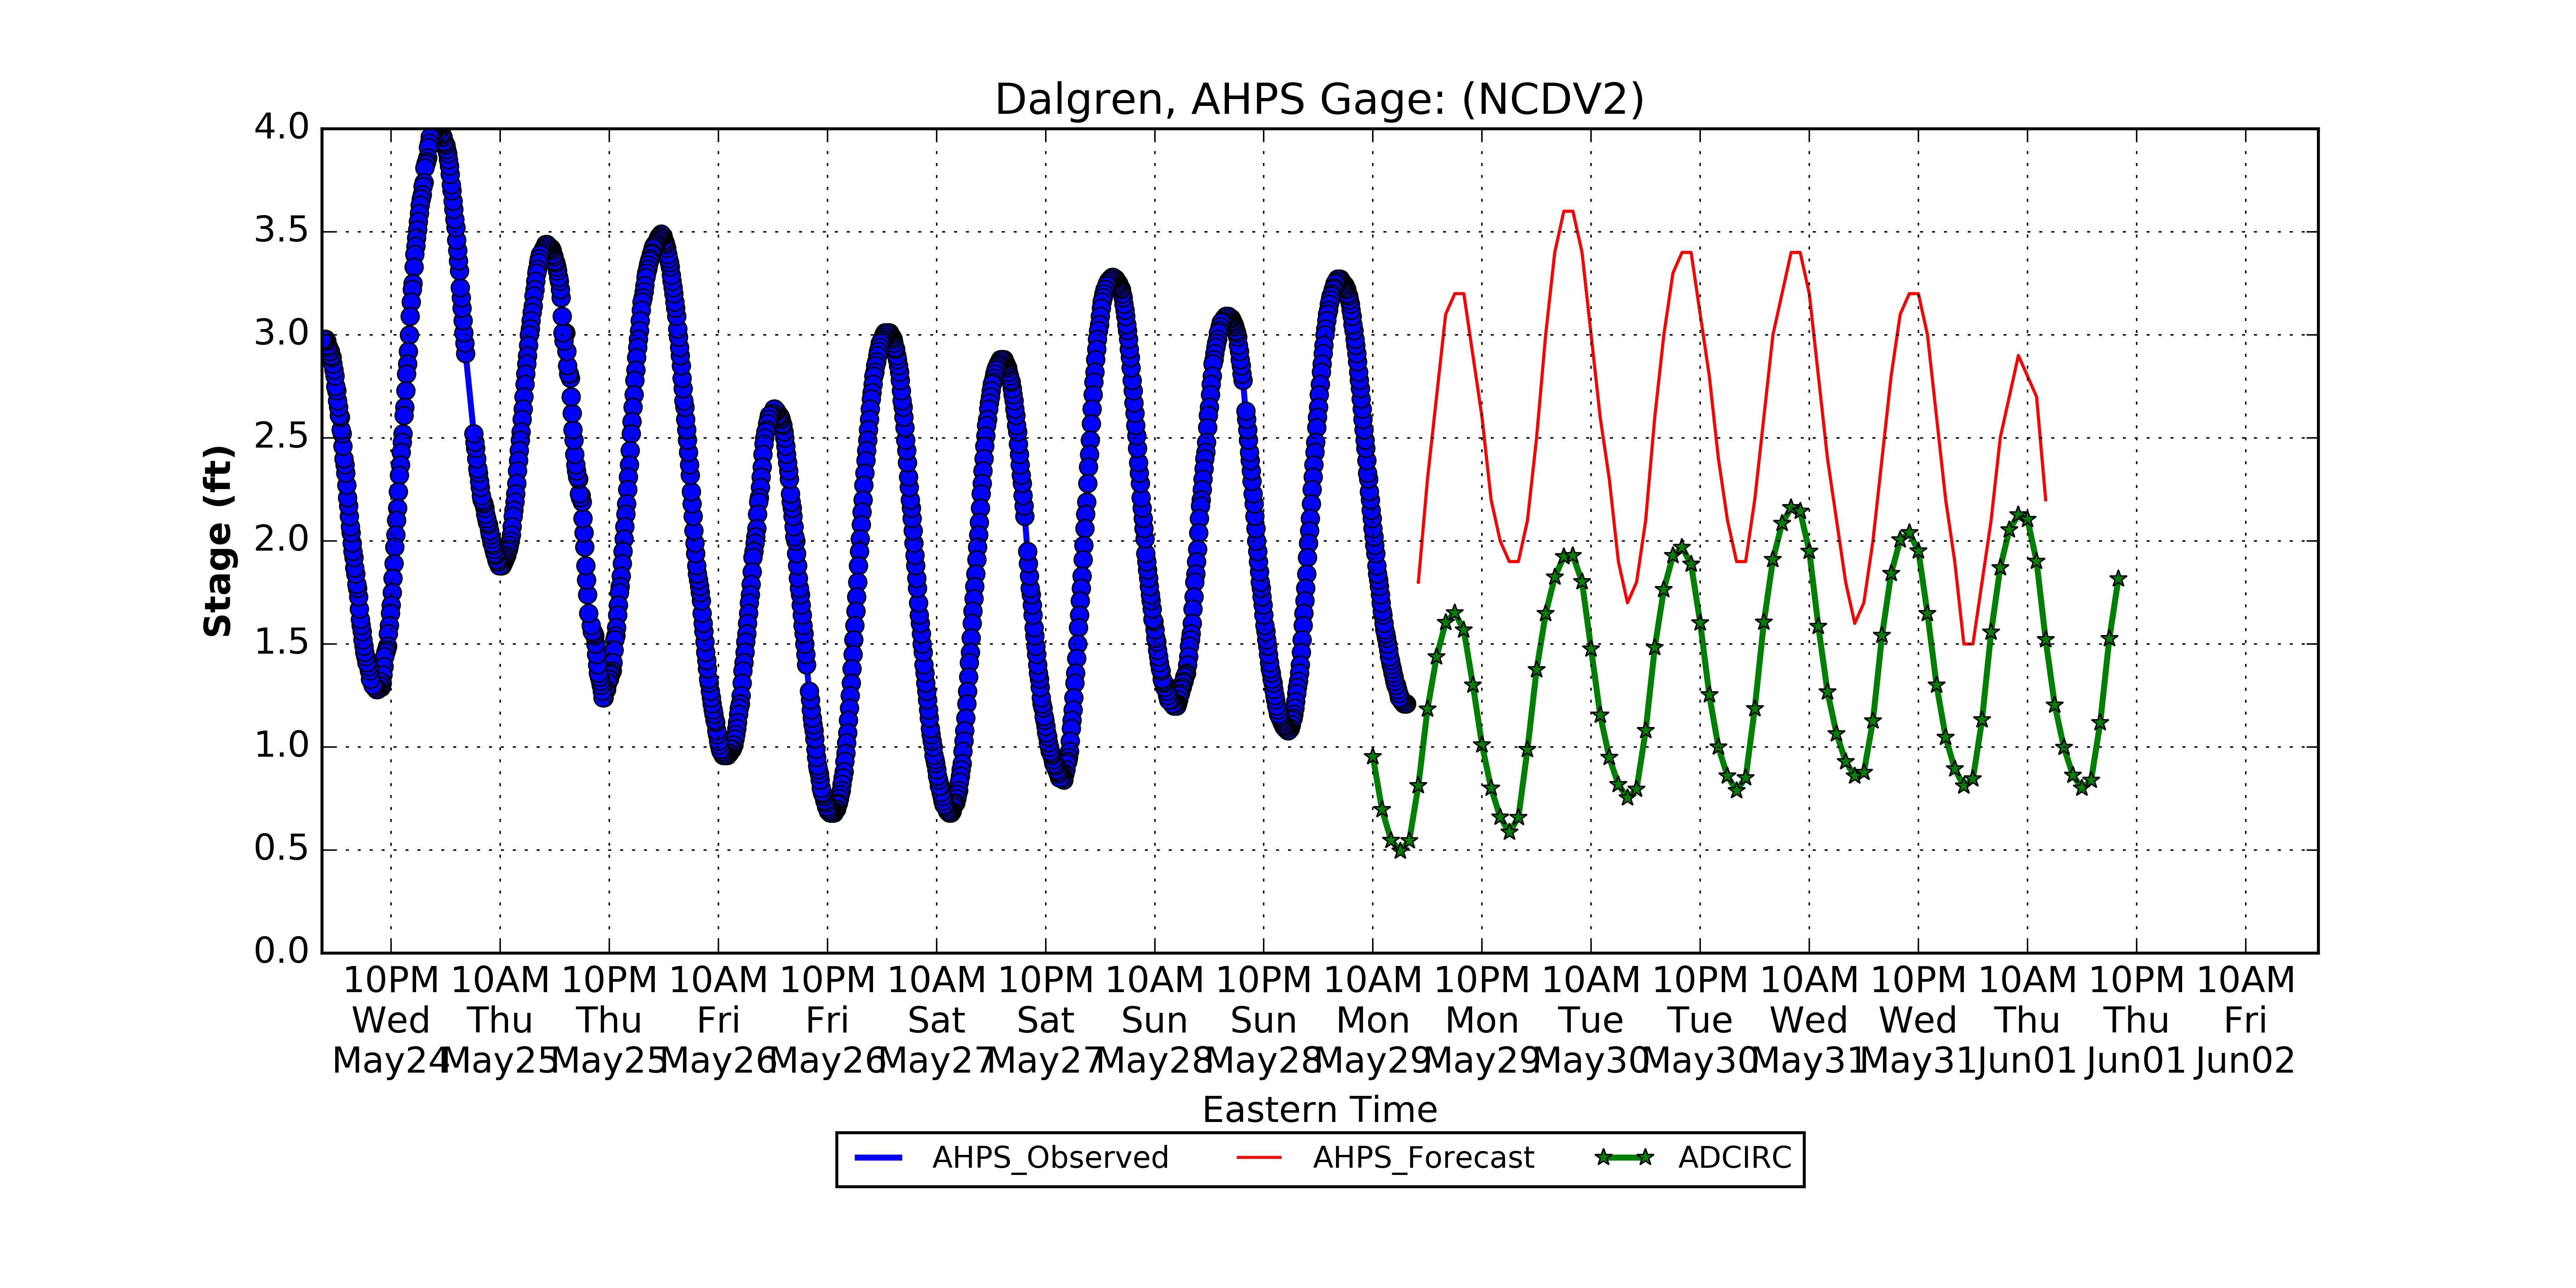 Dalgren, AHPS Gage: (NCDV2)
4.0
3.5
3.0
2.5
2.0
1.5
1.0
0.5
0.0
Stage (ft)
10PM 10AM 10PM 10AM 10PM 10AM 10PM 10AM 10PM 10AM 10PM 10AM 10PM 10AM 10PM 10AM 10PM 10AM
Wed Thu Thu Fri Fri Sat Sat Sun Sun Mon Mon Tue Tue Wed Wed Thu Thu Fri
May24 May25 May25 May26 May26 May27 May27 May28 May28 May29 May29 May30 May30 May31 May31 Jun01 Jun01 Jun02
Eastern Time
AHPS_Observed AHPS_Forecast ADCIRC